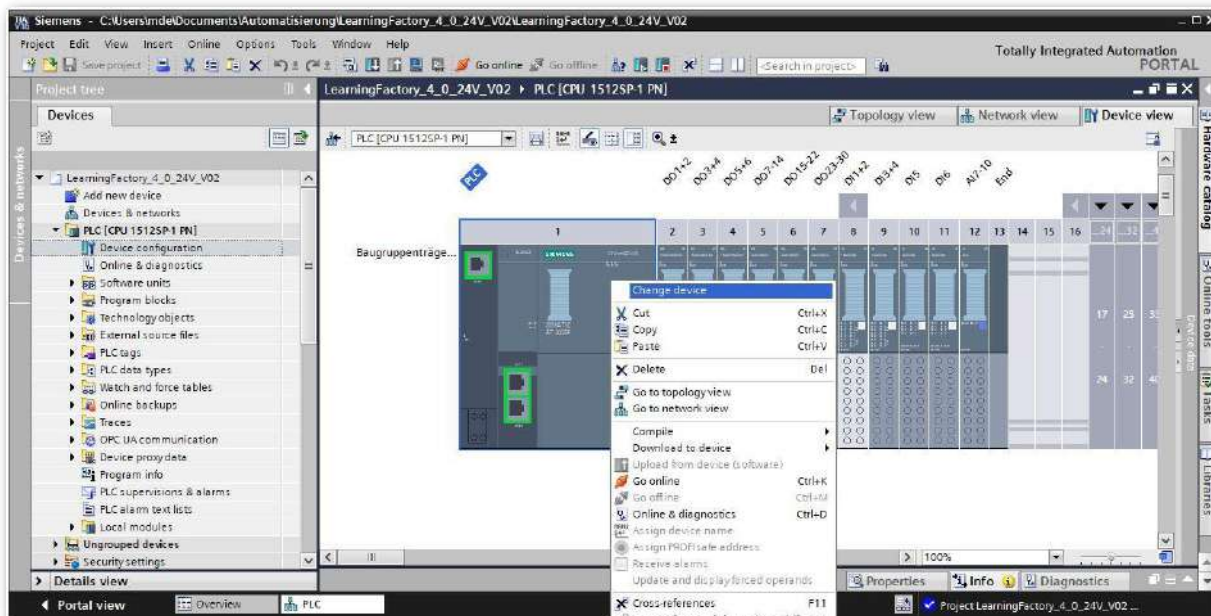 Siemens - C:\Users\mde\Documents\Automatisierung\LearningFactory_4_0_24V_V02\LearningFactory_4_0_24V_V02
Project Edit View Insert Online Options Tools Window Help
Totally Integrated Automation
PORTAL
Save project
Go online
Go offline
<Search in project>
Project tree
LearningFactory_4_0_24V_V02 ▸ PLC [CPU 1512SP-1 PN]
Devices
Topology view
Network view
Device view
PLC [CPU 1512SP-1 PN]
Devices & networks
LearningFactory_4_0_24V_V02
Add new device
Devices & networks
PLC [CPU 1512SP-1 PN]
Device configuration
Online & diagnostics
Software units
Program blocks
Technology objects
External source files
PLC tags
PLC data types
Watch and force tables
Online backups
Traces
OPC UA communication
Device proxy data
Program info
PLC supervisions & alarms
PLC alarm text lists
Local modules
Ungrouped devices
Security settings
Details view
PLC
DO1+2
DO3+4
DO5+6
DO7-14
DO15-22
DO23-30
DI1+2
DI3+4
DI5
DI6
AI7-10
End
1 2 3 4 5 6 7 8 9 10 11 12 13 14 15 16 ...24 ...32
Baugruppenträge...
SIEMENS
17 25
24 32
Change device
Cut Ctrl+X
Copy Ctrl+C
Paste Ctrl+V
Delete Del
Go to topology view
Go to network view
Compile
Download to device
Upload from device (software)
Go online Ctrl+K
Go offline Ctrl+M
Online & diagnostics Ctrl+D
Assign device name
Assign PROFIsafe address
Receive alarms
Update and display forced operands
Cross-references F11
100%
Properties
Info
Diagnostics
Device data
Hardware catalog
Online tools
Tasks
Libraries
Portal view
Overview
PLC
Project LearningFactory_4_0_24V_V02 ...